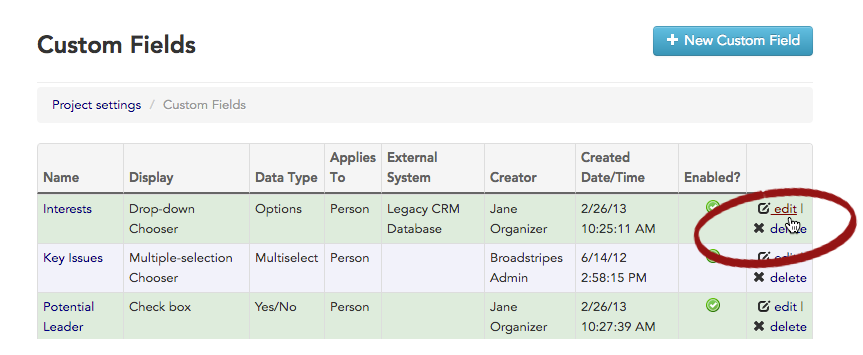 Custom Fields
+ New Custom Field
Project settings / Custom Fields
Name Display Data Type Applies To External System Creator Created Date/Time Enabled?
Interests Drop-down Chooser Options Person Legacy CRM Database Jane Organizer 2/26/13 10:25:11 AM edit |
delete
Key Issues Multiple-selection Chooser Multiselect Person Broadstripes Admin 6/14/12 2:58:15 PM edit |
delete
Potential Leader Check box Yes/No Person Jane Organizer 2/26/13 10:27:39 AM edit |
delete